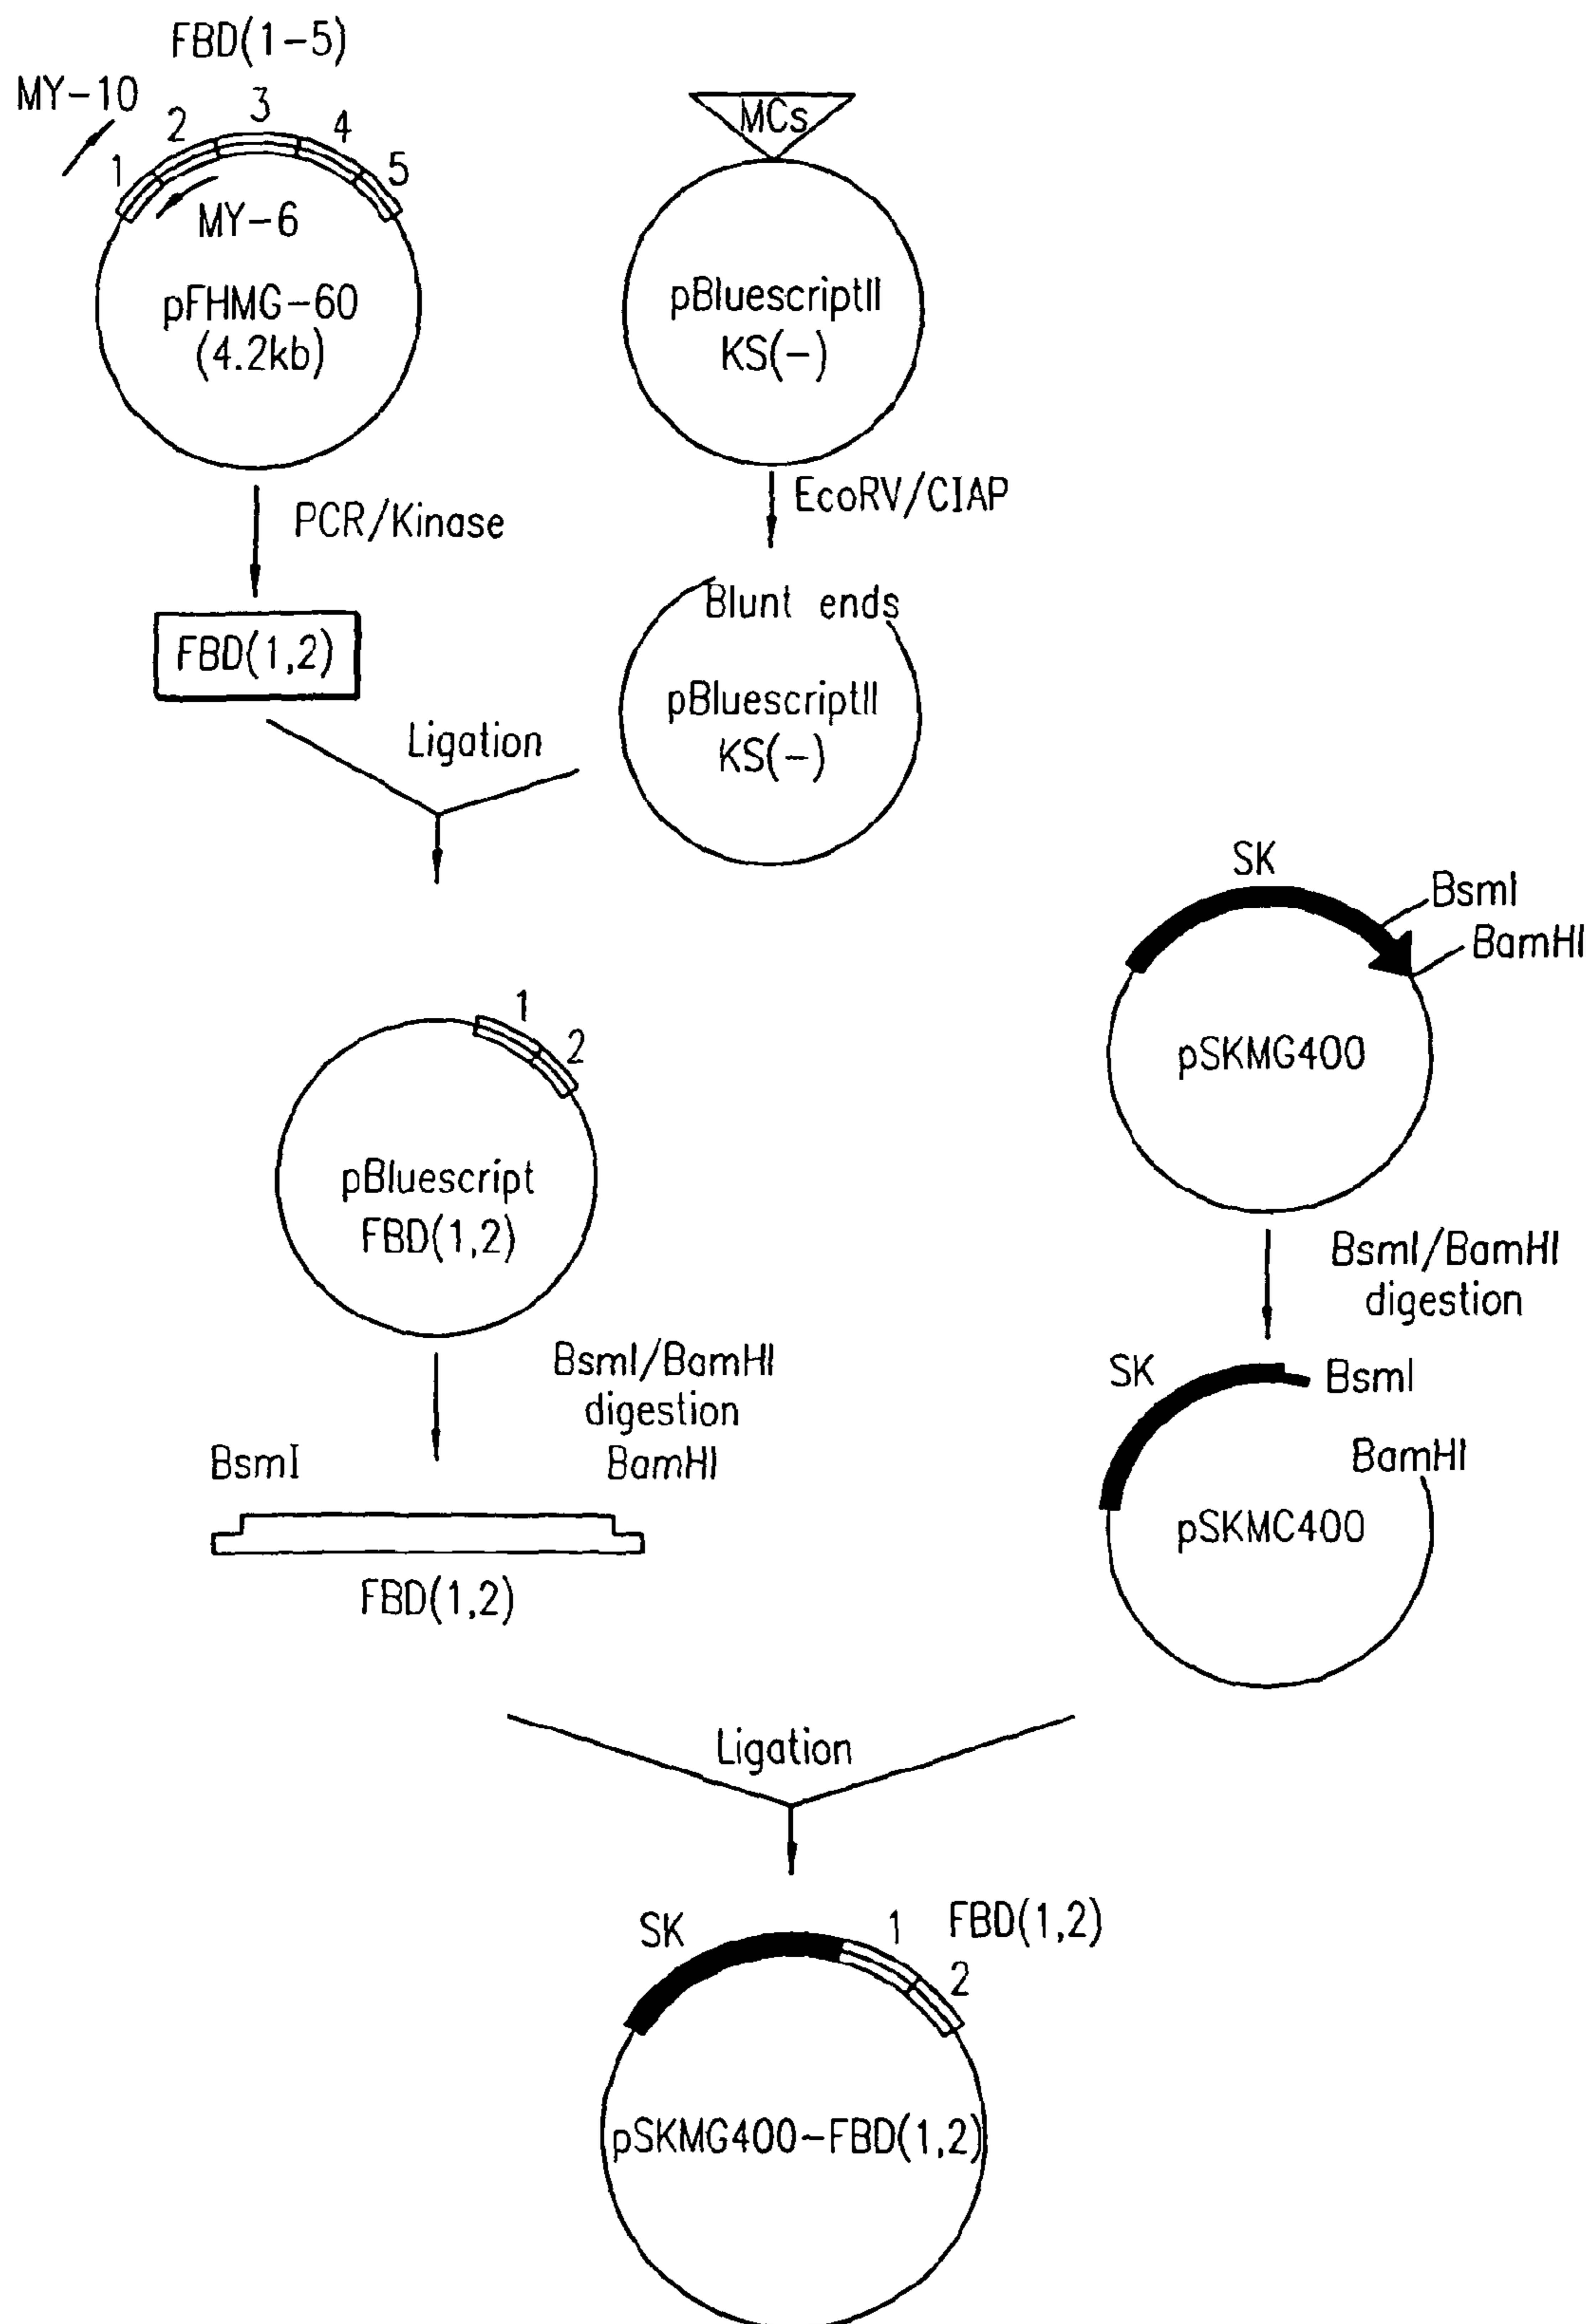 FBD(1-5)
MY-10
1
2
3
4
5
MY-6
pFHMG-60
(4.2kb)
MCs
pBluescriptII
KS(-)
PCR/Kinase
EcoRV/CIAP
FBD(1,2)
Blunt ends
pBluescriptII
KS(-)
Ligation
SK
BsmI
BamHI
pSKMG400
1
2
pBluescript
FBD(1,2)
BsmI/BamHI
digestion
BsmI/BamHI
digestion
BsmI
BamHI
FBD(1,2)
SK
BsmI
BamHI
pSKMC400
Ligation
SK
1
FBD(1,2)
2
pSKMG400-FBD(1,2)